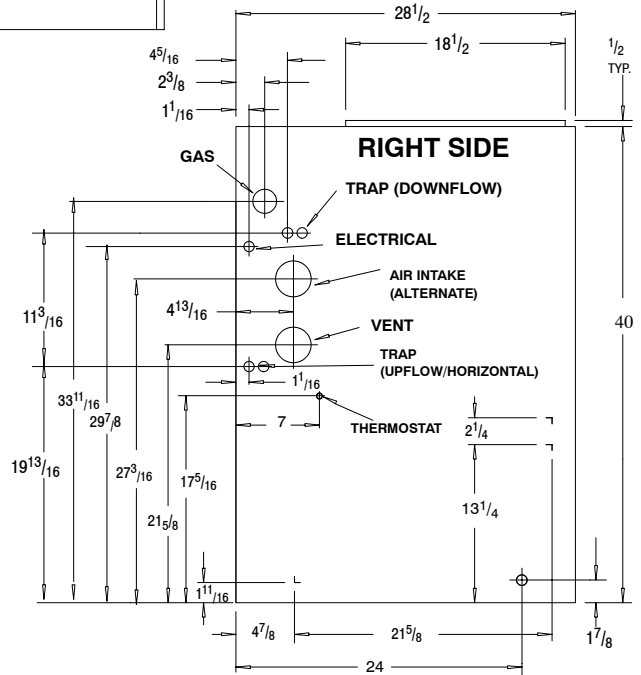 28 1/2
4 5/16
18 1/2
1/2
TYP.
2 3/8
1 1/16
RIGHT SIDE
GAS
TRAP (DOWNFLOW)
ELECTRICAL
AIR INTAKE
(ALTERNATE)
4 13/16
11 3/16
40
VENT
TRAP
(UPFLOW/HORIZONTAL)
1 1/16
33 11/16
29 7/8
7
THERMOSTAT
2 1/4
19 13/16
27 3/16
17 5/16
13 1/4
21 5/8
1 11/16
4 7/8
21 5/8
1 7/8
24